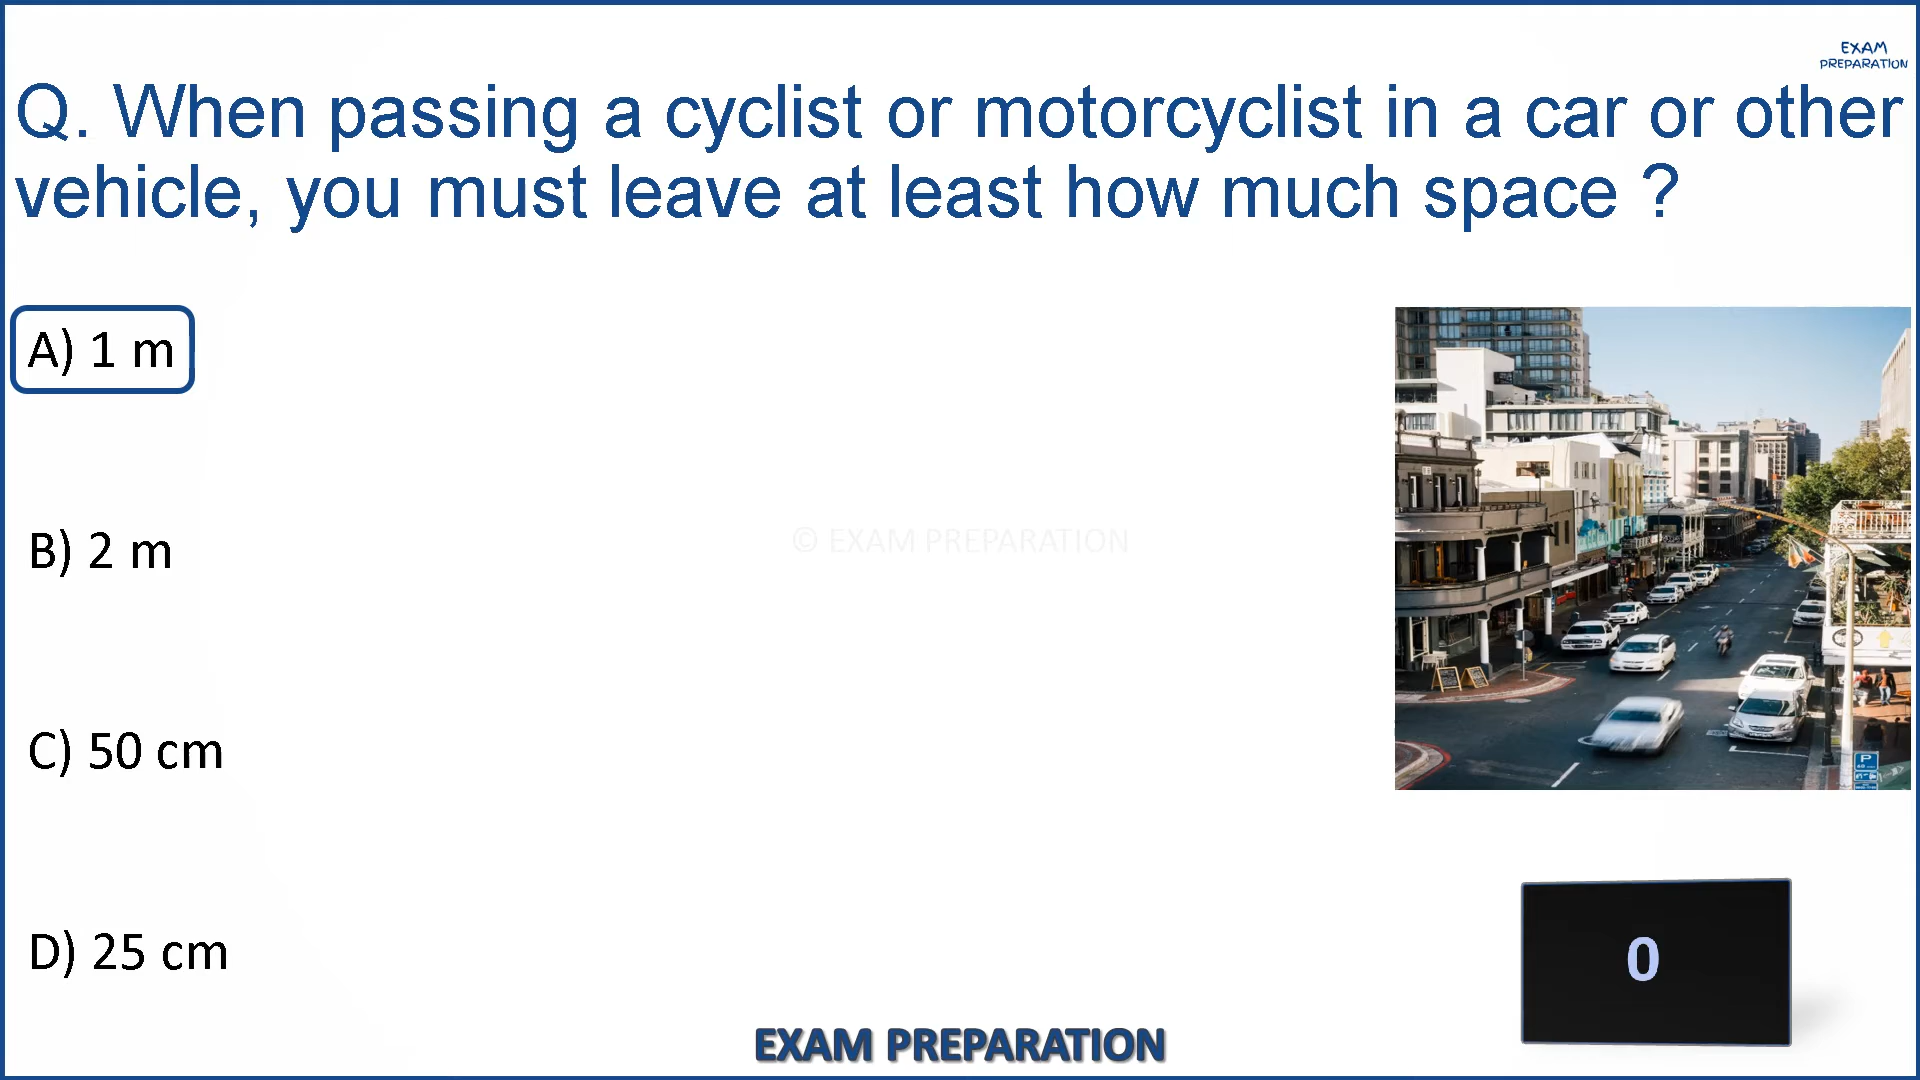 EXAM
PREPARATION
Q. When passing a cyclist or motorcyclist in a car or other
vehicle, you must leave at least how much space ?
A) 1 m
B) 2 m
© EXAM PREPARATION
C) 50 cm
P
D) 25 cm
0
EXAM PREPARATION